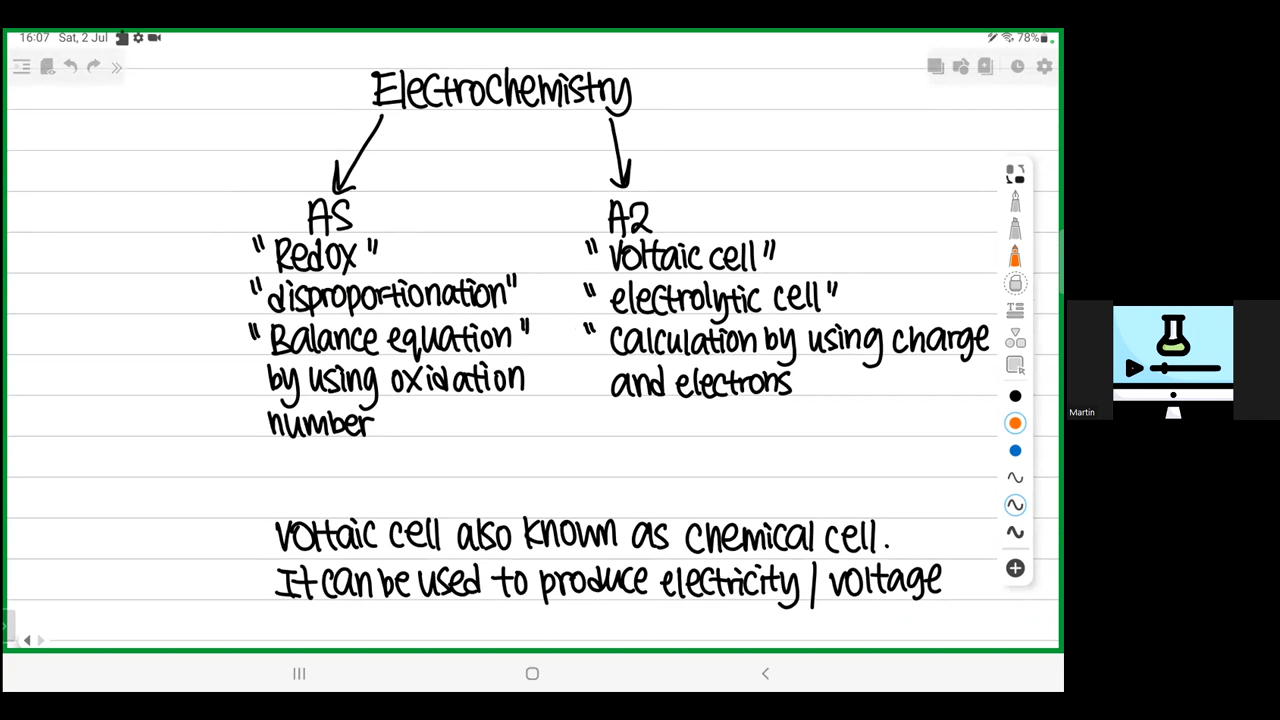 16:07 Sat, 2 Jul 78%
Electrochemistry
AS A2
"Redox" "Voltaic cell"
"disproportionation" "electrolytic cell"
"Balance equation" "calculation by using charge
by using oxidation and electrons
number
Voltaic cell also known as chemical cell.
It can be used to produce electricity / voltage
Martin